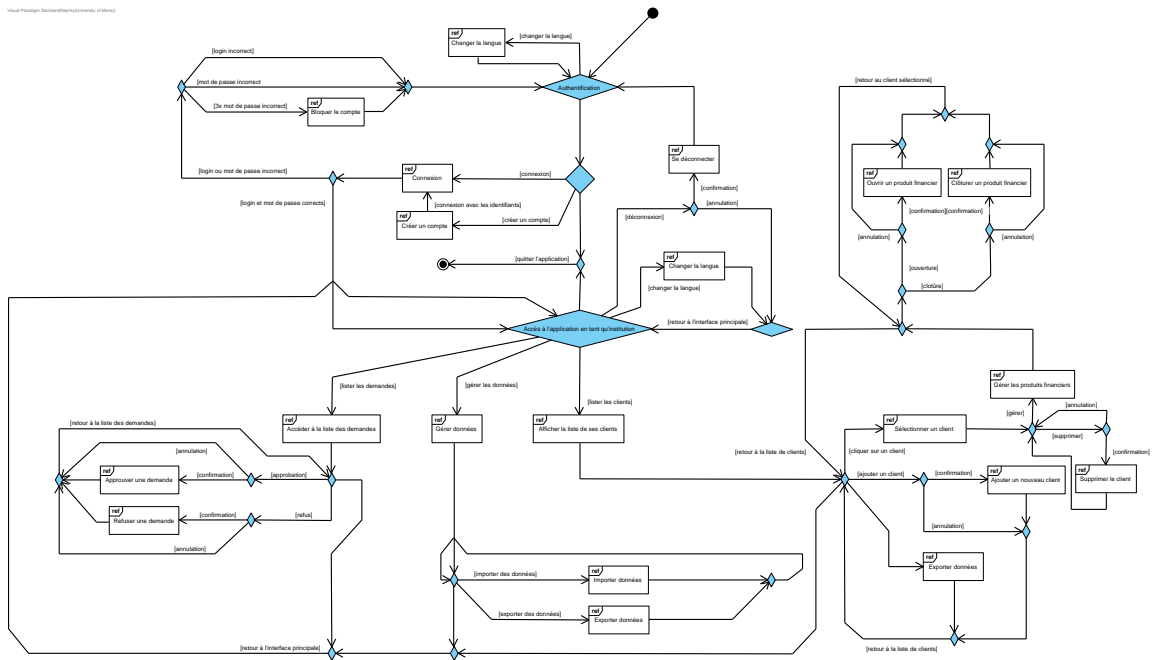 Visual Paradigm Standard(Nephry(University of Mons))
ref
Changer la langue
[changer la langue]
[login incorrect]
[mot de passe incorrect
[3x mot de passe incorrect]
ref
Bloquer le compte
Authentification
[retour au client sélectionné]
ref
Se déconnecter
[confirmation]
[annulation]
[déconnexion]
[login ou mot de passe incorrect]
ref
Connexion
[connexion]
[login et mot de passe corrects]
[connexion avec les identifiants]
ref
Créer un compte
[créer un compte]
ref
Ouvrir un produit financier
ref
Clôturer un produit financier
[confirmation][confirmation]
[annulation]
[annulation]
[ouverture]
[clotûre]
[quitter l'application]
ref
Changer la langue
[changer la langue]
Accès à l'application en tant qu'institution
[retour à l'interface principale]
[lister les demandes]
[gérer les données]
[lister les clients]
ref
Gérer les produits financiers
[gérer]
[annulation]
[supprimer]
[confirmation]
ref
Supprimer le client
ref
Accéder à la liste des demandes
ref
Gérer données
ref
Afficher la liste de ses clients
ref
Sélectionner un client
[retour à la liste des demandes]
[annulation]
[retour à la liste de clients]
[cliquer sur un client]
ref
Approuver une demande
[confirmation]
[approbation]
[ajouter un client]
[confirmation]
ref
Ajouter un nouveau client
ref
Refuser une demande
[confirmation]
[refus]
[annulation]
[annulation]
ref
Exporter données
[importer des données]
ref
Importer données
[exporter des données]
ref
Exporter données
[retour à l'interface principale]
[retour à la liste de clients]